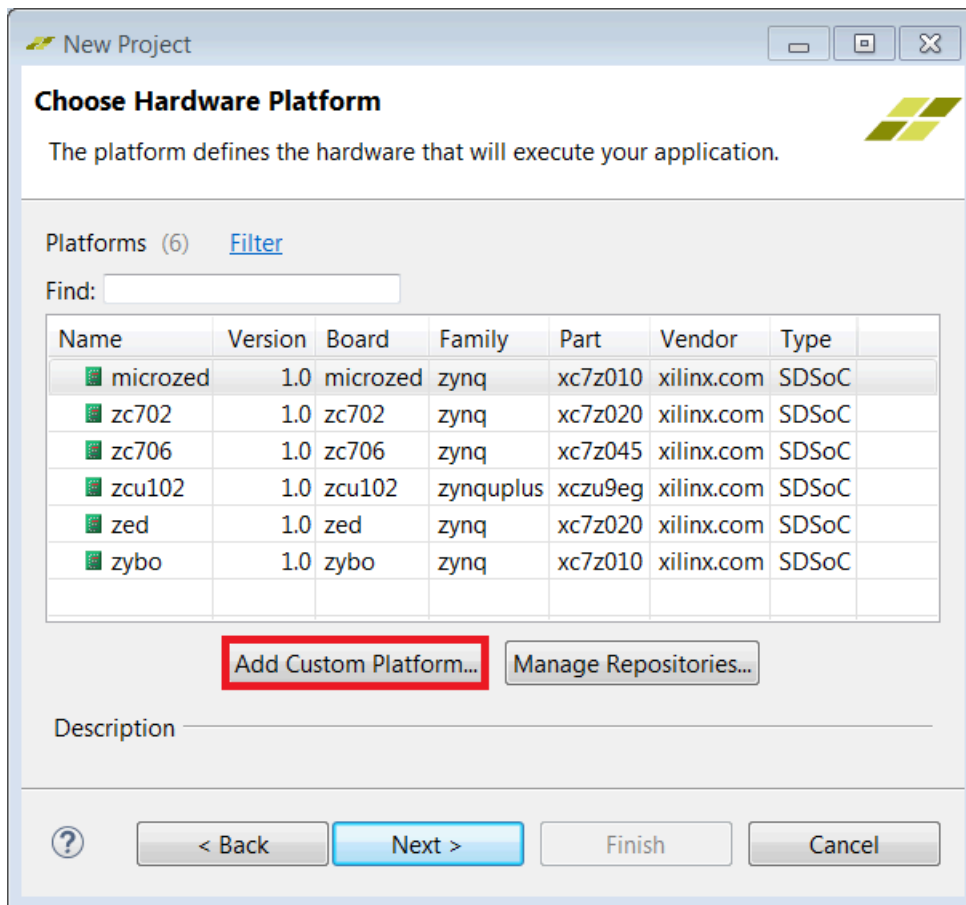 New Project
Choose Hardware Platform
The platform defines the hardware that will execute your application.
Platforms (6) Filter
Find:
Name Version Board Family Part Vendor Type
microzed 1.0 microzed zynq xc7z010 xilinx.com SDSoC
zc702 1.0 zc702 zynq xc7z020 xilinx.com SDSoC
zc706 1.0 zc706 zynq xc7z045 xilinx.com SDSoC
zcu102 1.0 zcu102 zynquplus xczu9eg xilinx.com SDSoC
zed 1.0 zed zynq xc7z020 xilinx.com SDSoC
zybo 1.0 zybo zynq xc7z010 xilinx.com SDSoC
Add Custom Platform... Manage Repositories...
Description
? < Back Next > Finish Cancel